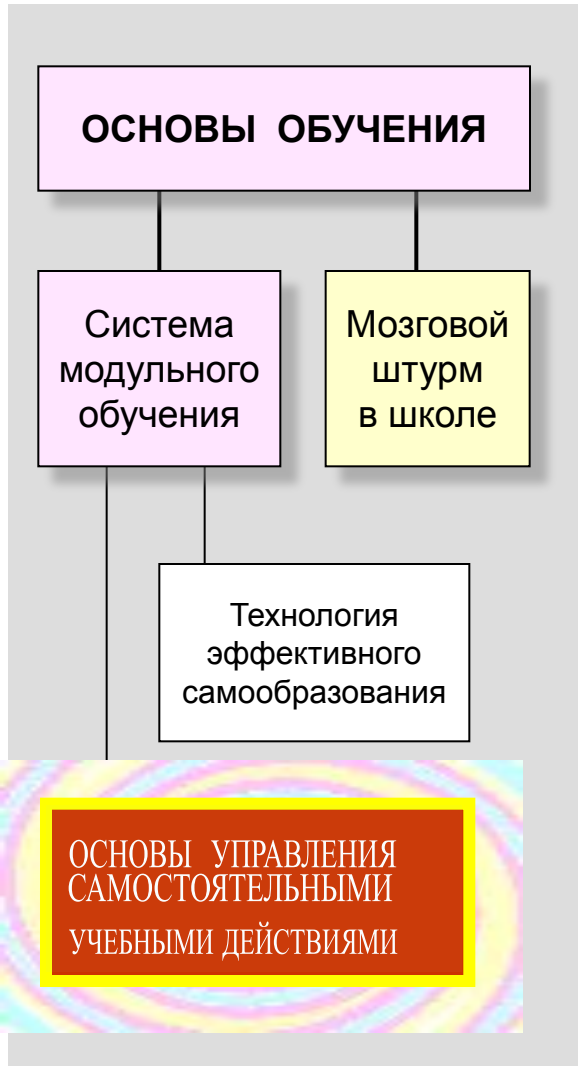 ОСНОВЫ ОБУЧЕНИЯ
Система
модульного
обучения
Мозговой
штурм
в школе
Технология
эффективного
самообразования
ОСНОВЫ УПРАВЛЕНИЯ
САМОСТОЯТЕЛЬНЫМИ
УЧЕБНЫМИ ДЕЙСТВИЯМИ